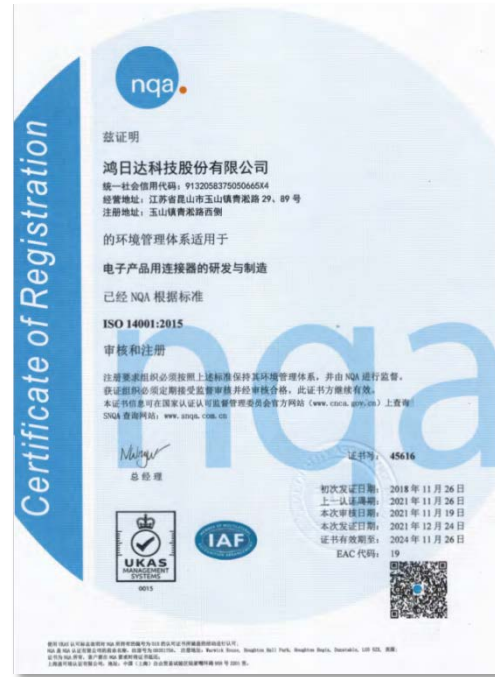 Certificate of Registration
nqa.
兹证明
鸿日达科技股份有限公司
统一社会信用代码：9132058375050665X4
经营地址：江苏省昆山市玉山镇青淞路 29、89 号
注册地址：玉山镇青淞路西侧
的环境管理体系适用于
电子产品用连接器的研发与制造
已经 NQA 根据标准
ISO 14001:2015
审核和注册
注册要求组织必须按照上述标准保持其环境管理体系，并由 NQA 进行监督。
获证组织必须定期接受监督审核并经审核合格，此证书方继续有效。
本证书信息可在国家认证认可监督管理委员会官方网站（www.cnca.gov.cn）上查询
SNQA 查询网站：www.snqa.com.cn
nqa
总 经 理
证书号： 45616
初次发证日期： 2018 年 11 月 26 日
上一认证周期： 2021 年 11 月 26 日
本次审核日期： 2021 年 11 月 19 日
本次发证日期： 2021 年 12 月 24 日
证书有效期至： 2024 年 11 月 26 日
EAC 代码： 19
UKAS
MANAGEMENT
SYSTEMS
0015
IAF